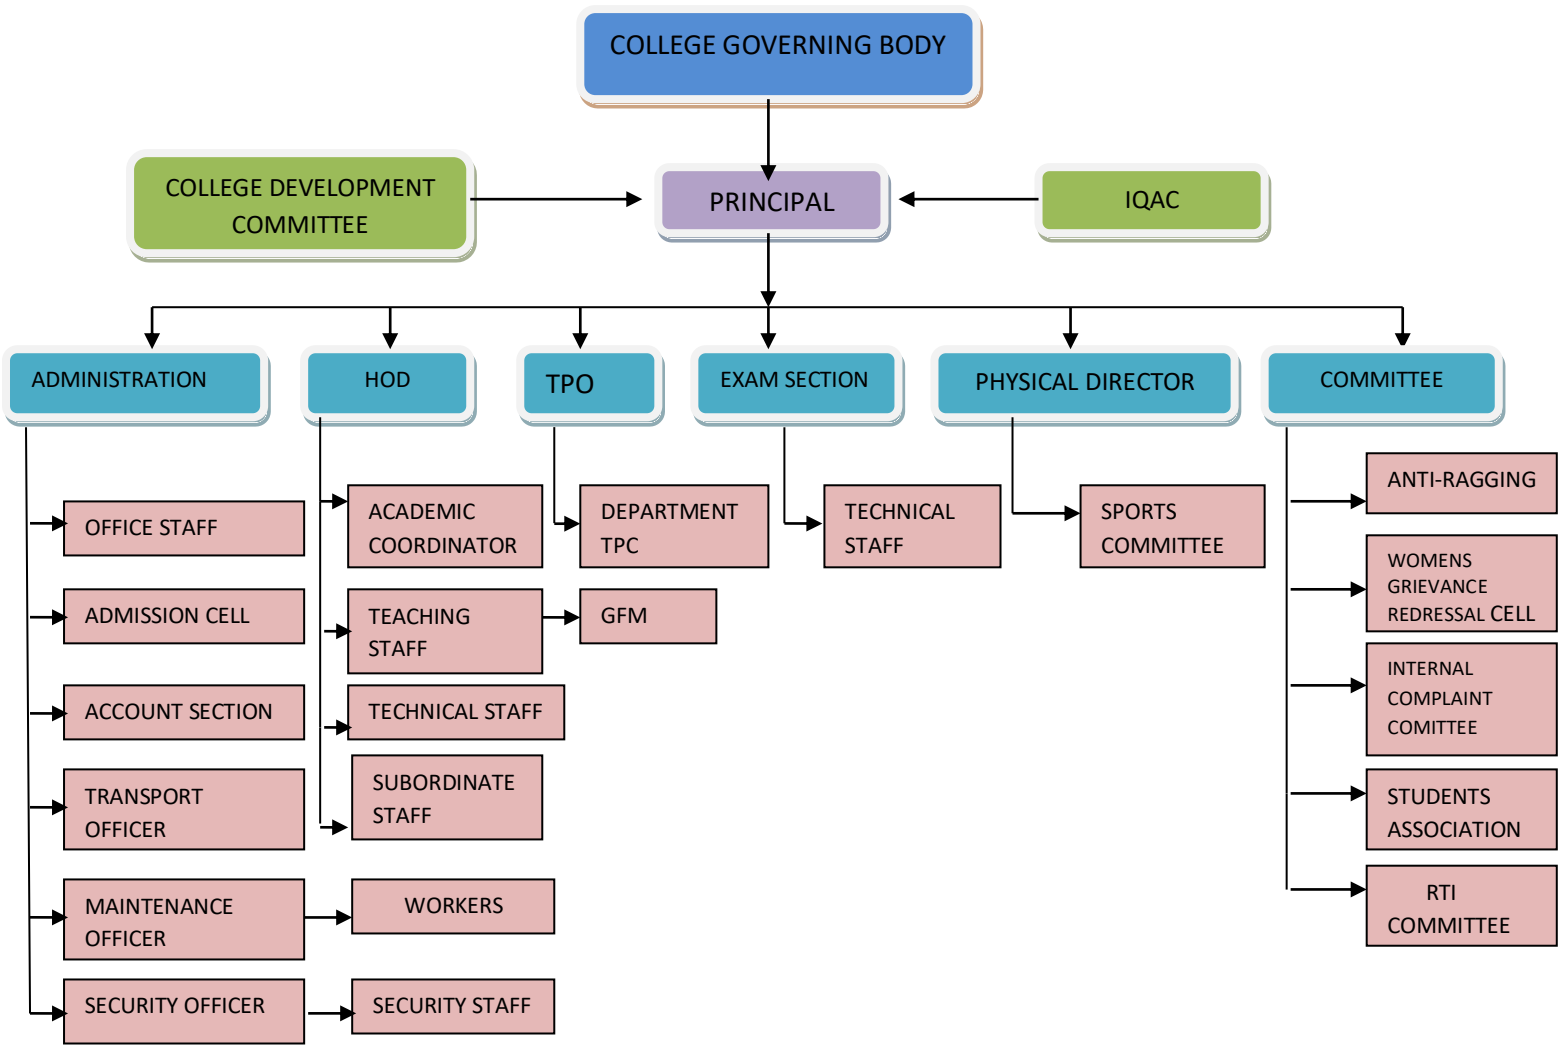 COLLEGE GOVERNING BODY
COLLEGE DEVELOPMENT
COMMITTEE
PRINCIPAL
IQAC
ADMINISTRATION
HOD
TPO
EXAM SECTION
PHYSICAL DIRECTOR
COMMITTEE
OFFICE STAFF
ADMISSION CELL
ACCOUNT SECTION
TRANSPORT
OFFICER
MAINTENANCE
OFFICER
SECURITY OFFICER
ACADEMIC
COORDINATOR
TEACHING
STAFF
TECHNICAL STAFF
SUBORDINATE
STAFF
WORKERS
SECURITY STAFF
DEPARTMENT
TPC
GFM
TECHNICAL
STAFF
SPORTS
COMMITTEE
ANTI-RAGGING
WOMENS
GRIEVANCE
REDRESSAL CELL
INTERNAL
COMPLAINT
COMITTEE
STUDENTS
ASSOCIATION
RTI
COMMITTEE